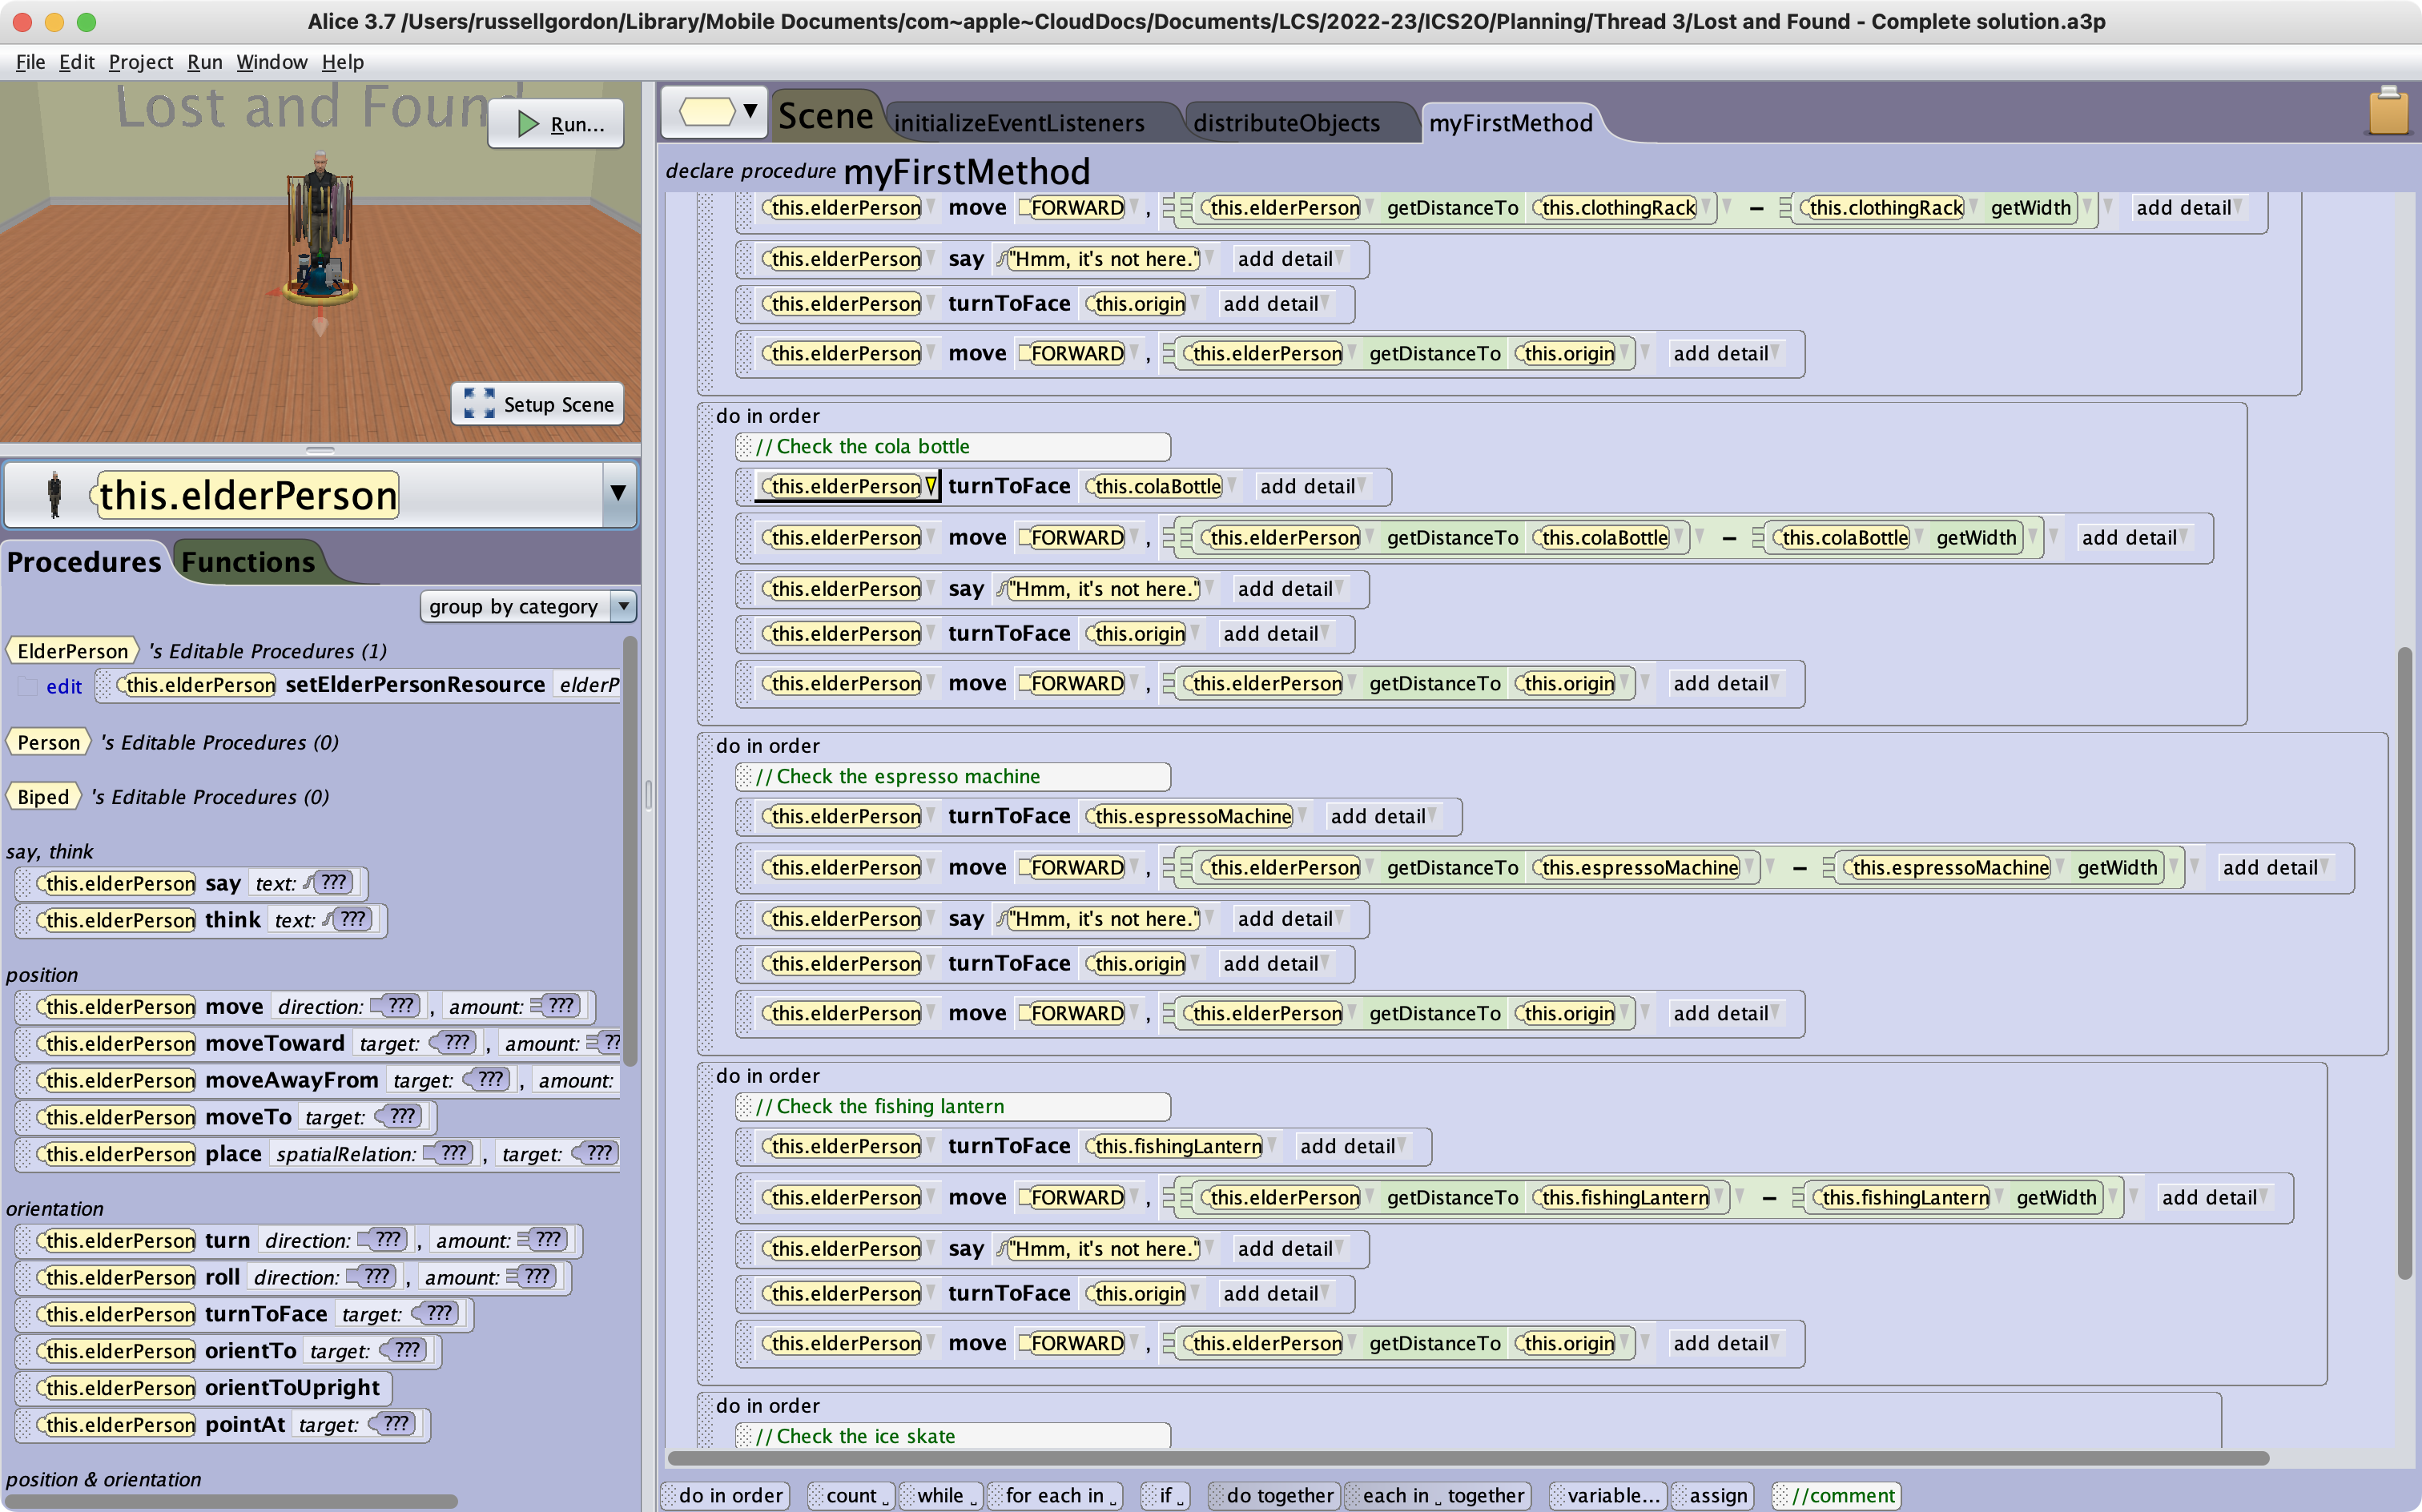 Alice 3.7 /Users/russellgordon/Library/Mobile Documents/com~apple~CloudDocs/Documents/LCS/2022-23/ICS2O/Planning/Thread 3/Lost and Found - Complete solution.a3p
File Edit Project Run Window Help
Lost and Found
Run...
Setup Scene
this.elderPerson
Procedures Functions
group by category
ElderPerson 's Editable Procedures (1)
edit this.elderPerson setElderPersonResource elderP
Person 's Editable Procedures (0)
Biped 's Editable Procedures (0)
say, think
this.elderPerson say text: ???
this.elderPerson think text: ???
position
this.elderPerson move direction: ??? , amount: ???
this.elderPerson moveToward target: ??? , amount: ??
this.elderPerson moveAwayFrom target: ??? , amount:
this.elderPerson moveTo target: ???
this.elderPerson place spatialRelation: ??? , target: ???
orientation
this.elderPerson turn direction: ??? , amount: ???
this.elderPerson roll direction: ??? , amount: ???
this.elderPerson turnToFace target: ???
this.elderPerson orientTo target: ???
this.elderPerson orientToUpright
this.elderPerson pointAt target: ???
position & orientation
Scene initializeEventListeners distributeObjects myFirstMethod
declare procedure myFirstMethod
this.elderPerson move FORWARD , this.elderPerson getDistanceTo this.clothingRack − this.clothingRack getWidth add detail
this.elderPerson say "Hmm, it's not here." add detail
this.elderPerson turnToFace this.origin add detail
this.elderPerson move FORWARD , this.elderPerson getDistanceTo this.origin add detail
do in order
// Check the cola bottle
this.elderPerson turnToFace this.colaBottle add detail
this.elderPerson move FORWARD , this.elderPerson getDistanceTo this.colaBottle − this.colaBottle getWidth add detail
this.elderPerson say "Hmm, it's not here." add detail
this.elderPerson turnToFace this.origin add detail
this.elderPerson move FORWARD , this.elderPerson getDistanceTo this.origin add detail
do in order
// Check the espresso machine
this.elderPerson turnToFace this.espressoMachine add detail
this.elderPerson move FORWARD , this.elderPerson getDistanceTo this.espressoMachine − this.espressoMachine getWidth add detail
this.elderPerson say "Hmm, it's not here." add detail
this.elderPerson turnToFace this.origin add detail
this.elderPerson move FORWARD , this.elderPerson getDistanceTo this.origin add detail
do in order
// Check the fishing lantern
this.elderPerson turnToFace this.fishingLantern add detail
this.elderPerson move FORWARD , this.elderPerson getDistanceTo this.fishingLantern − this.fishingLantern getWidth add detail
this.elderPerson say "Hmm, it's not here." add detail
this.elderPerson turnToFace this.origin add detail
this.elderPerson move FORWARD , this.elderPerson getDistanceTo this.origin add detail
do in order
// Check the ice skate
do in order count while for each in if do together each in together variable... assign //comment